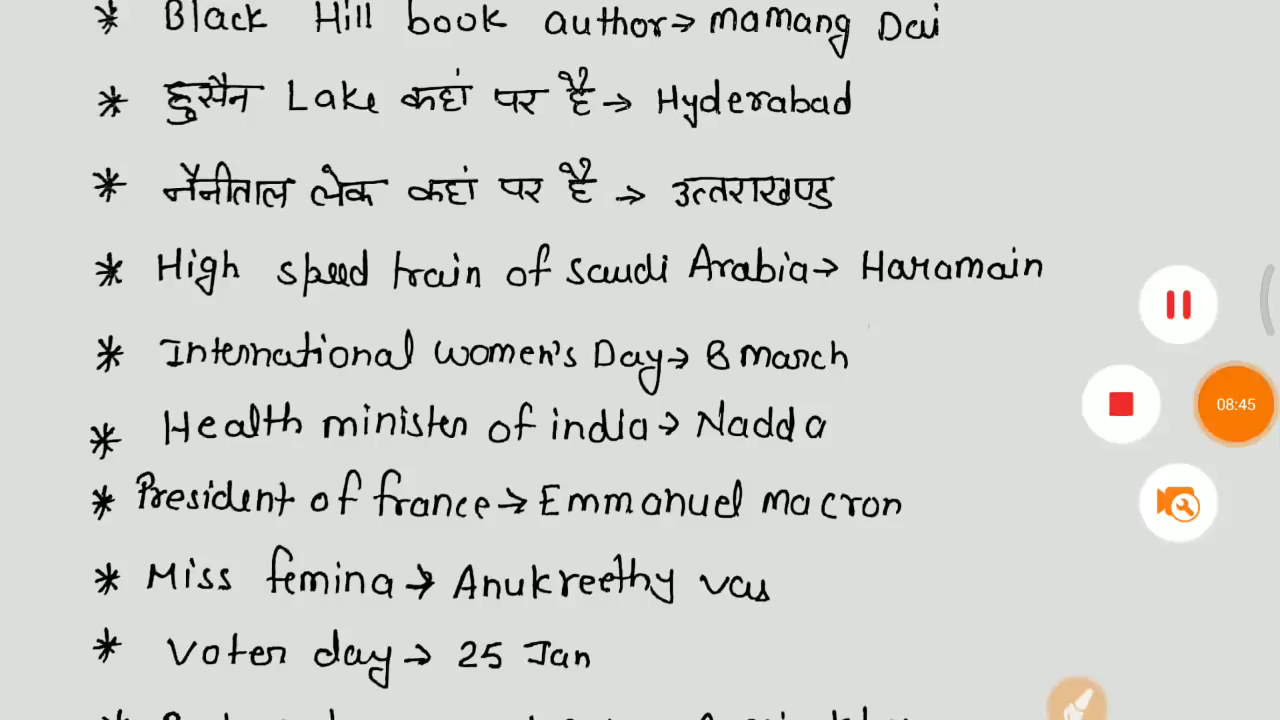 * Black Hill book author→ mamang Dai
* हुसैन Lake कहां पर है → Hyderabad
* नैनीताल लेक कहां पर है → उत्तराखण्ड
* High speed train of saudi Arabia→ Haramain
* International women's Day→ 8 march
* Health minister of india→ Nadda
* President of france→ Emmanuel macron
* Miss femina→ Anukreethy vas
* voter day→ 25 Jan
08:45